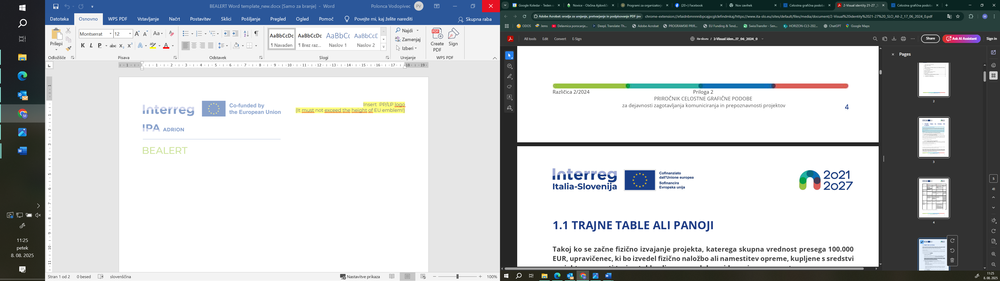 BEALERT Word template_new.docx [Samo za branje] - Word
Polonca Vodopivec
PV
Datoteka
Osnovno
WPS PDF
Vstavljanje
Načrt
Postavitev
Sklici
Pošiljanje
Pregled
Ogled
Pomoč
Povejte mi, kaj želite narediti
Skupna raba
Prilepi
Montserrat
12
Aa
K
L
P
abc
AaBbCcDc
AaBbCcDc
AaBbCc
AaBbCcE
¶ Navaden
¶ Brez raz...
Naslov 1
Naslov 2
Najdi
Zamenjaj
Izberi
Create
PDF
Sign
Odložišče
Pisava
Odstavek
Slogi
Urejanje
WPS PDF
Interreg
Co-funded by
the European Union
IPA ADRION
BEALERT
Insert PP/LP logo
(It must not exceed the height of EU emblem!)
Stran 1 od 2
0 besed
slovenščina
Nastavitve prikaza
100%
11:25
petek
8. 08. 2025
Google Koledar - Teden o
Novice - Občina Ajdovšči
Programi za organizatorje
(20+) Facebook
Nov zavihek
Celostna grafična podoba
2-Visual identity 21-27 _S
Celostna grafična podoba
Adobe Acrobat: orodja za urejanje, pretvarjanje in podpisovanje PDF-jev
chrome-extension://efaidnbmnnnibpcajpcglclefindmkaj/https://www.ita-slo.eu/sites/default/files/media/document/2-Visual%20identity%2021-27%20_SLO_All-2_17_06_2024_0.pdf
ODOS
Jems
Delavnica porocanje...
DeepL Translate: Th...
Adobe Acrobat
PROGRAMSKI PRIR...
EU Funding & Tend...
SwissTransfer - Sen...
HORIZON-CL5-202...
ChatGPT
Google Maps
All tools
Edit
Convert
E-Sign
ita-slo.eu / 2-Visual iden...17_06_2024_0
Share
Ask AI Assistant
Sign in
Pages
2
3
4
5
41
Različica 2/2024
Priloga 2
PRIROČNIK CELOSTNE GRAFIČNE PODOBE
za dejavnosti zagotavljanja komuniciranja in prepoznavnosti projektov
4
Interreg
Italia-Slovenija
Cofinanziato
dall'Unione europea
Sofinancira
Evropska unija
2021
2027
1.1 TRAJNE TABLE ALI PANOJI
Takoj ko se začne fizično izvajanje projekta, katerega skupna vrednost presega 100.000
EUR, upravičenec, ki bo izvedel fizično naložbo ali namestitev opreme, kupljene s sredstvi
11:25
8. 08. 2025